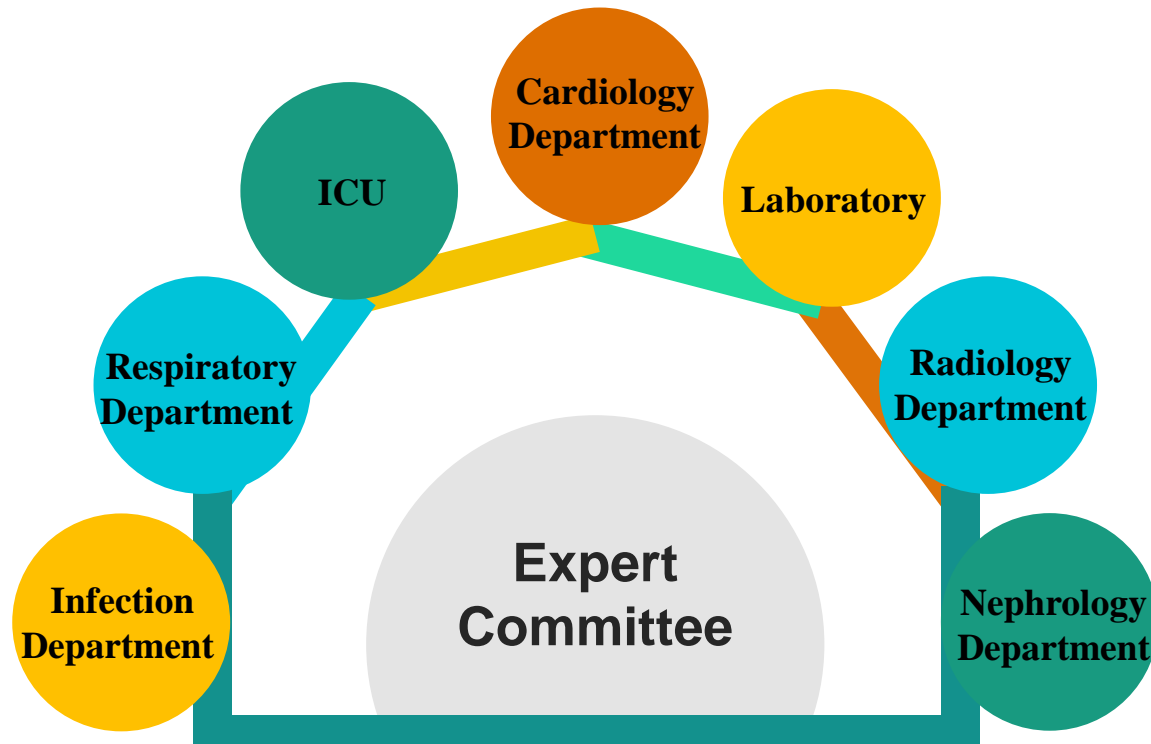 Cardiology
Department
ICU
Laboratory
Respiratory
Department
Radiology
Department
Expert
Committee
Infection
Department
Nephrology
Department